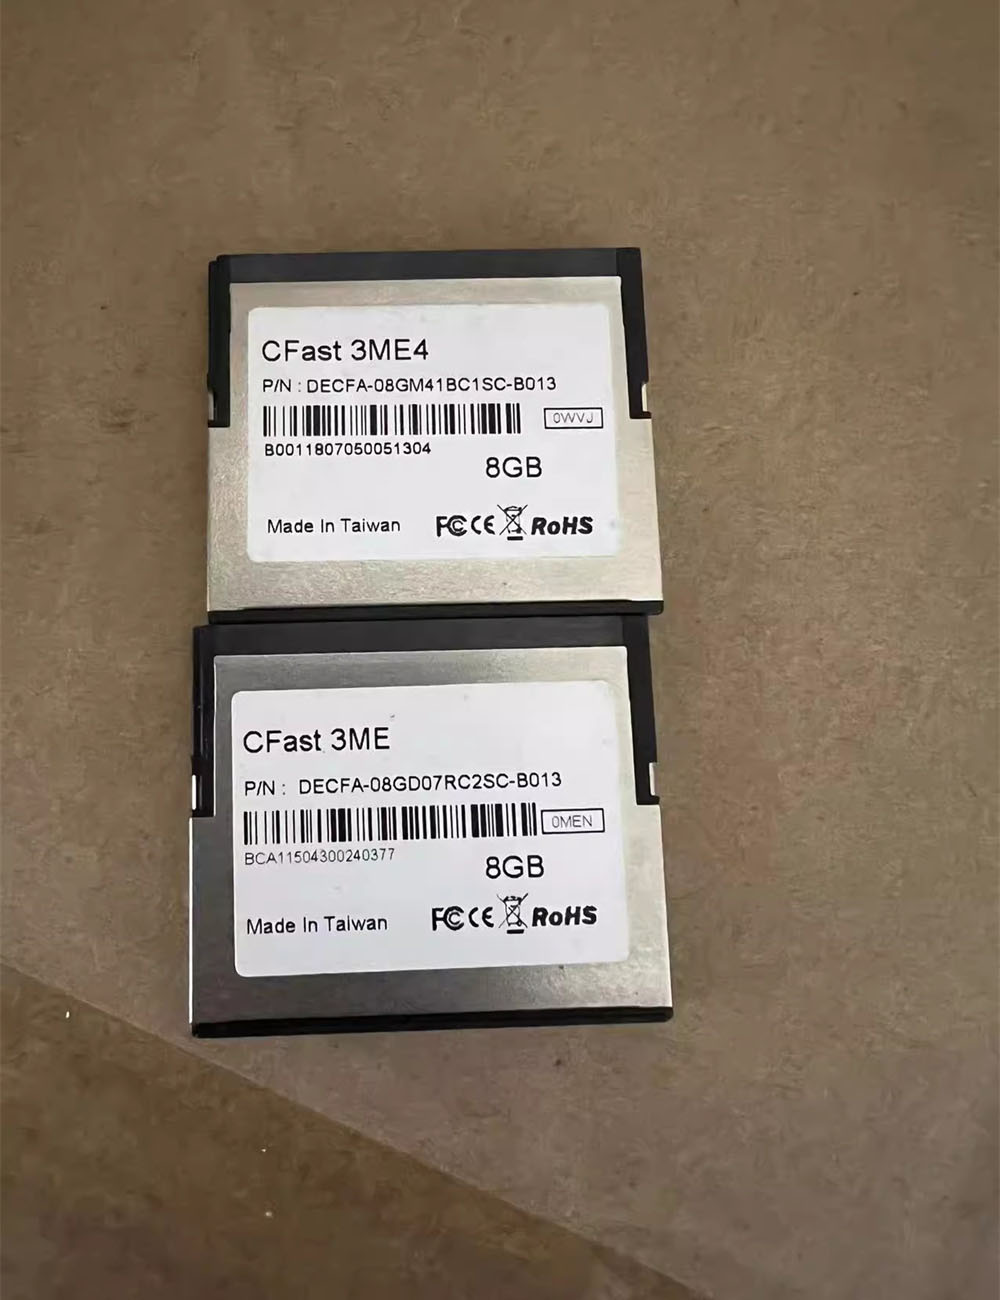 CFast 3ME4
P/N : DECFA-08GM41BC1SC-B013
0WVJ
B0011807050051304
8GB
Made In Taiwan FC CE RoHS
CFast 3ME
P/N : DECFA-08GD07RC2SC-B013
0MEN
BCA11504300240377
8GB
Made In Taiwan FC CE RoHS